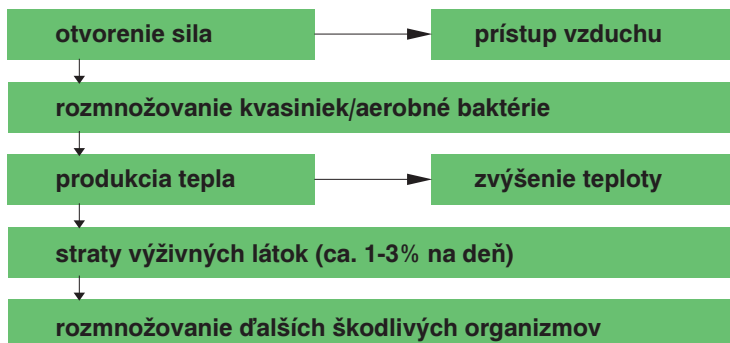 otvorenie sila
prístup vzduchu
rozmnožovanie kvasiniek/aerobné baktérie
produkcia tepla
zvýšenie teploty
straty výživných látok (ca. 1-3% na deň)
rozmnožovanie ďalších škodlivých organizmov